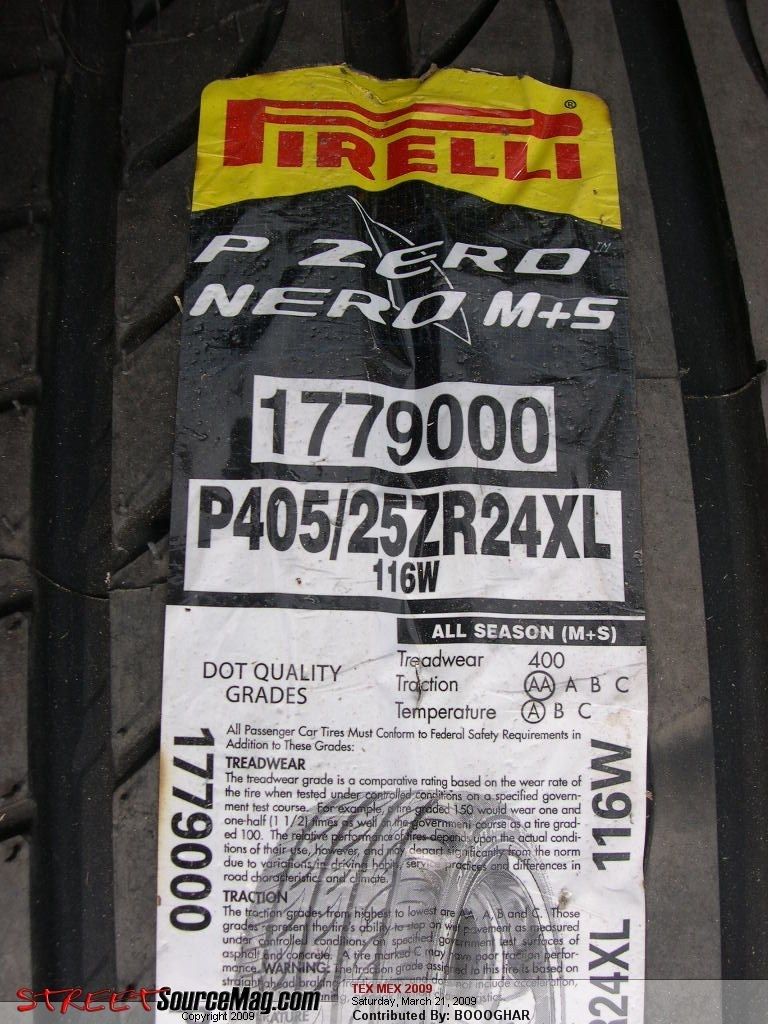 PIRELLI®
P ZERO™
NERO M+S
1779000
P405/25ZR24XL
116W
ALL SEASON (M+S)
DOT QUALITY
GRADES
Treadwear 400
Traction AA A B C
Temperature A B C
All Passenger Car Tires Must Conform to Federal Safety Requirements in
Addition to These Grades:
TREADWEAR
The treadwear grade is a comparative rating based on the wear rate of
the tire when tested under controlled conditions on a specified govern-
ment test course. For example, a tire graded 150 would wear one and
one-half (1 1/2) times as well on the government course as a tire grad-
ed 100. The relative performance of tires depends upon the actual condi-
tions of their use, however, and may depart significantly from the norm
due to variations in driving habits, service practices and differences in
road characteristics and climate.
TRACTION
The traction grades from highest to lowest are AA, A, B and C. Those
grades represent the tire's ability to stop on wet pavement as measured
under controlled conditions on specified government test surfaces of
asphalt and concrete. A tire marked C may have poor traction perfor-
mance. WARNING: The traction grade assigned to this tire is based on
straight-ahead braking
1779000
R24XL 116W
STREETSourceMag.com
Copyright 2009
TEX MEX 2009
Saturday, March 21, 2009
Contributed By: BOOOGHAR